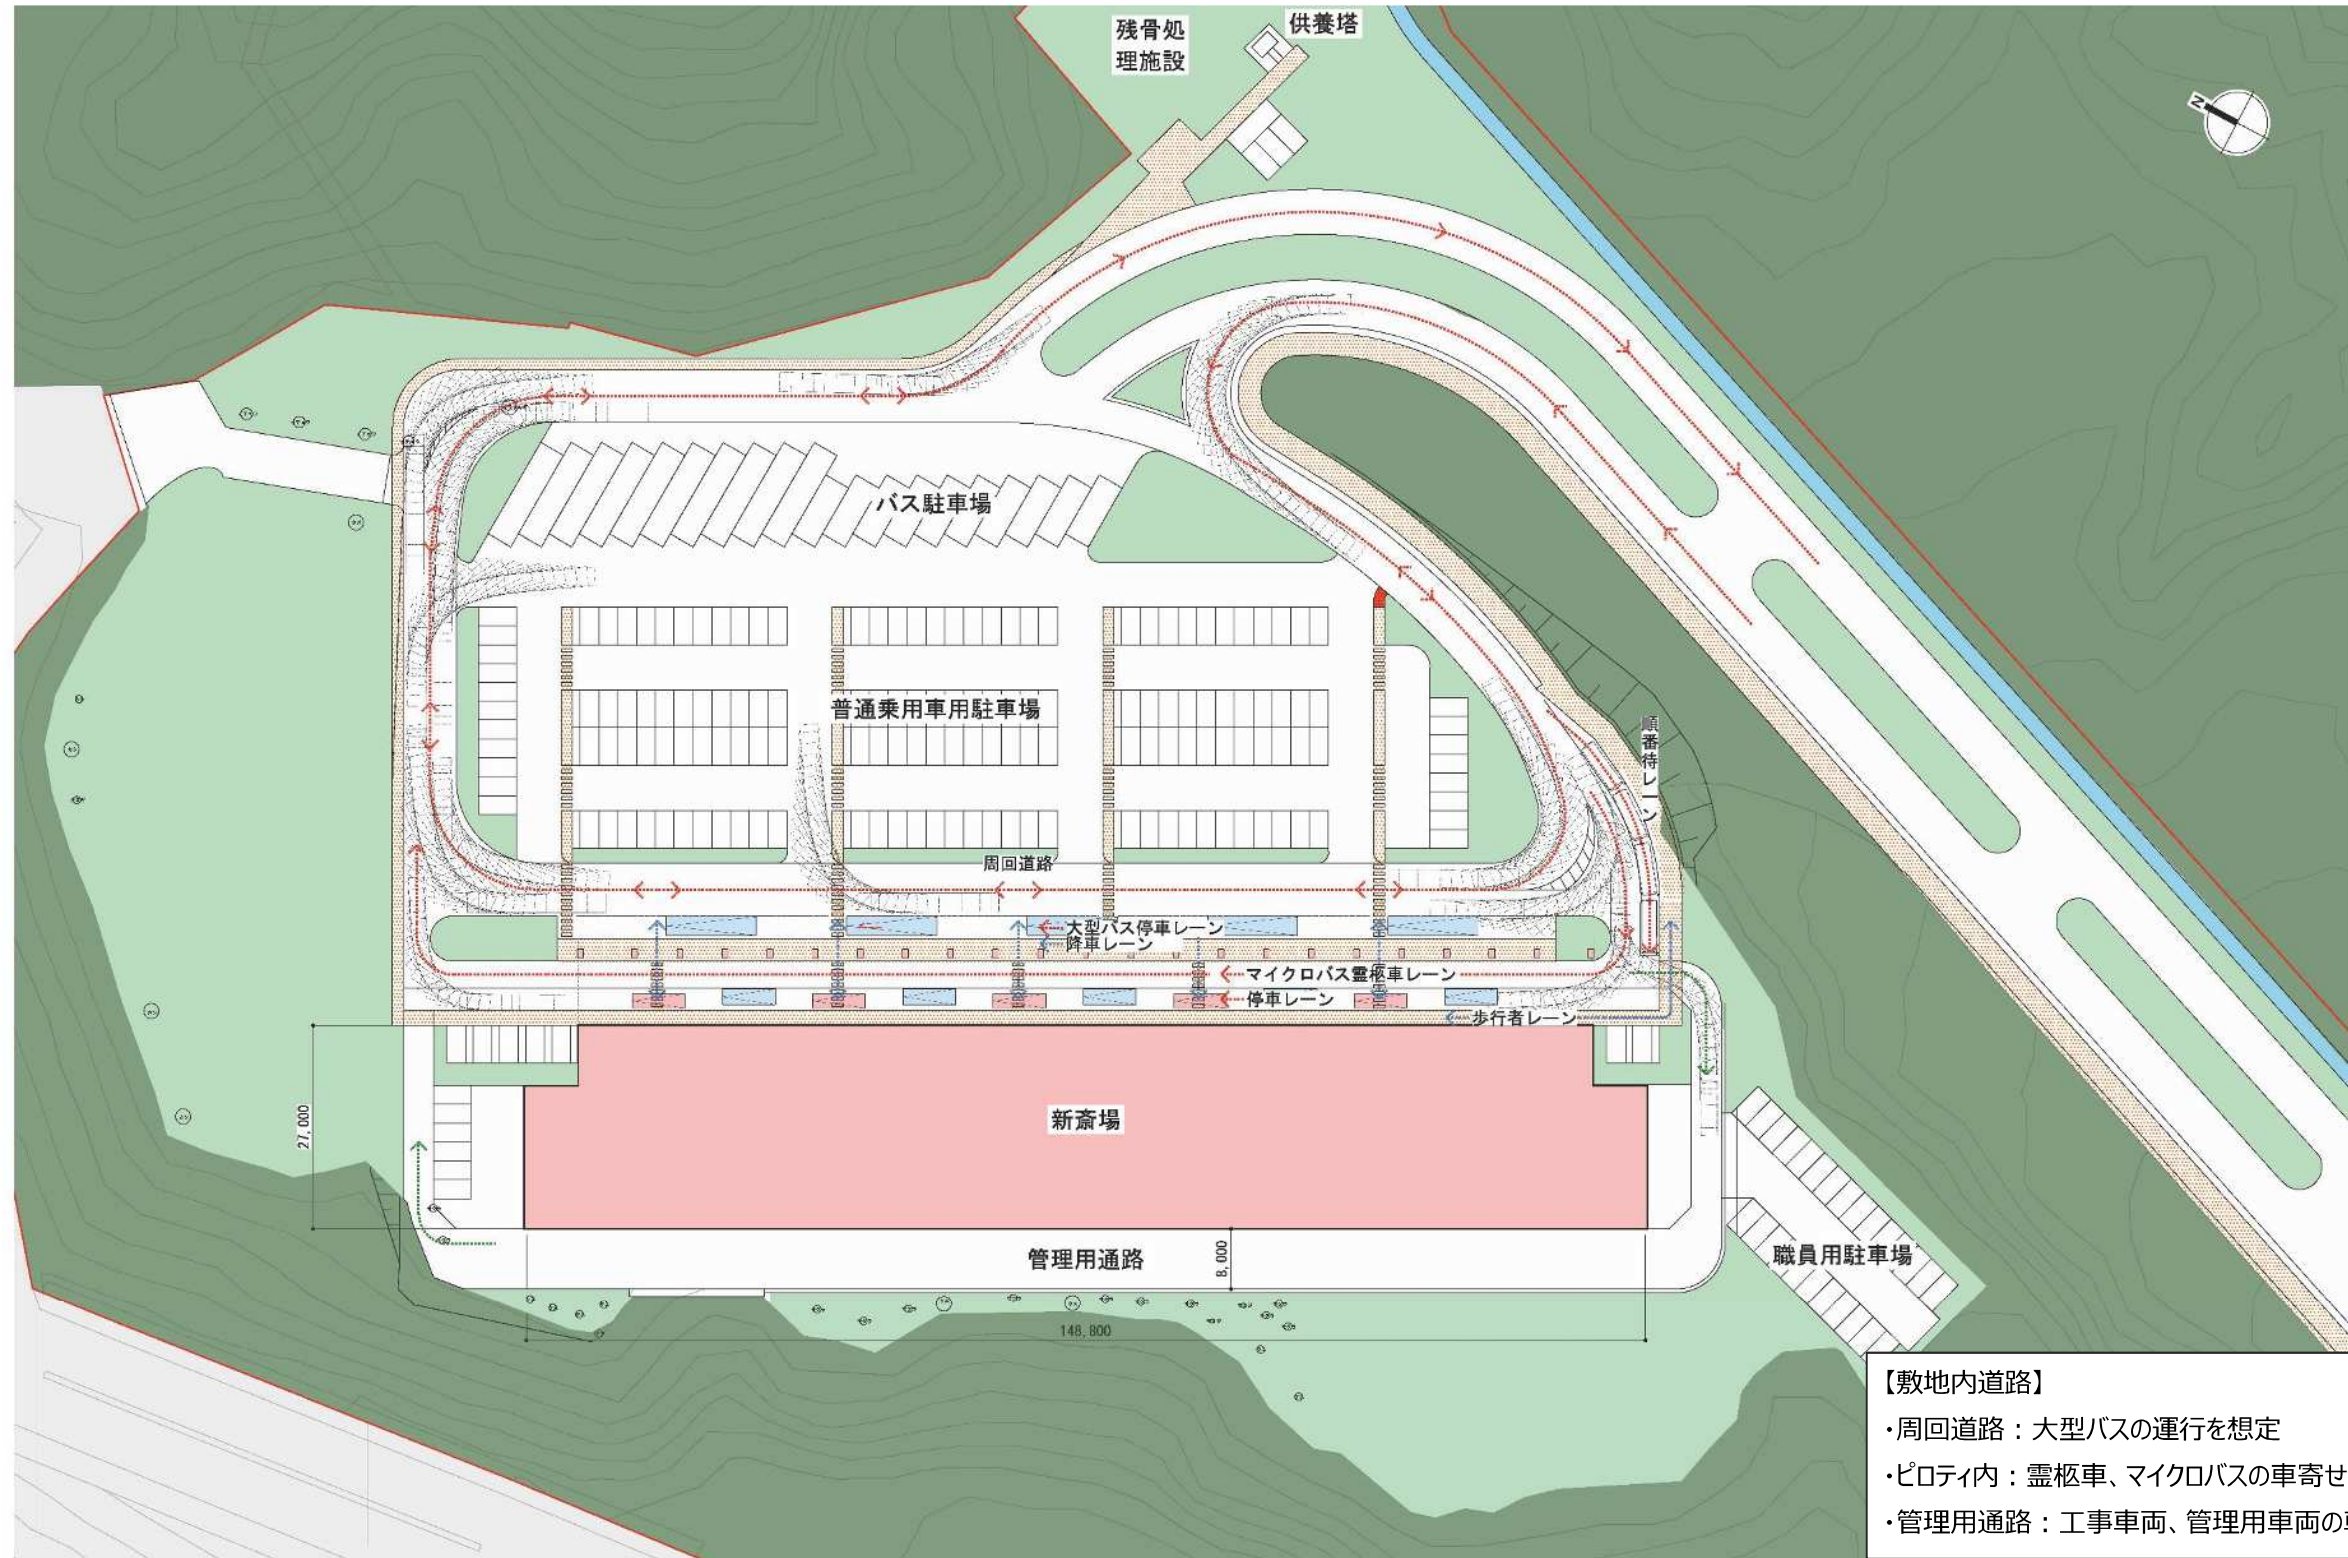 残骨処
理施設
供養塔
N
バス駐車場
普通乗用車用駐車場
順番待レーン
周回道路
大型バス停車レーン
降車レーン
マイクロバス霊柩車レーン
停車レーン
歩行者レーン
27,000
新斎場
管理用通路
8,000
職員用駐車場
148,800
【敷地内道路】
・周回道路：大型バスの運行を想定
・ピロティ内：霊柩車、マイクロバスの車寄せ
・管理用通路：工事車両、管理用車両の